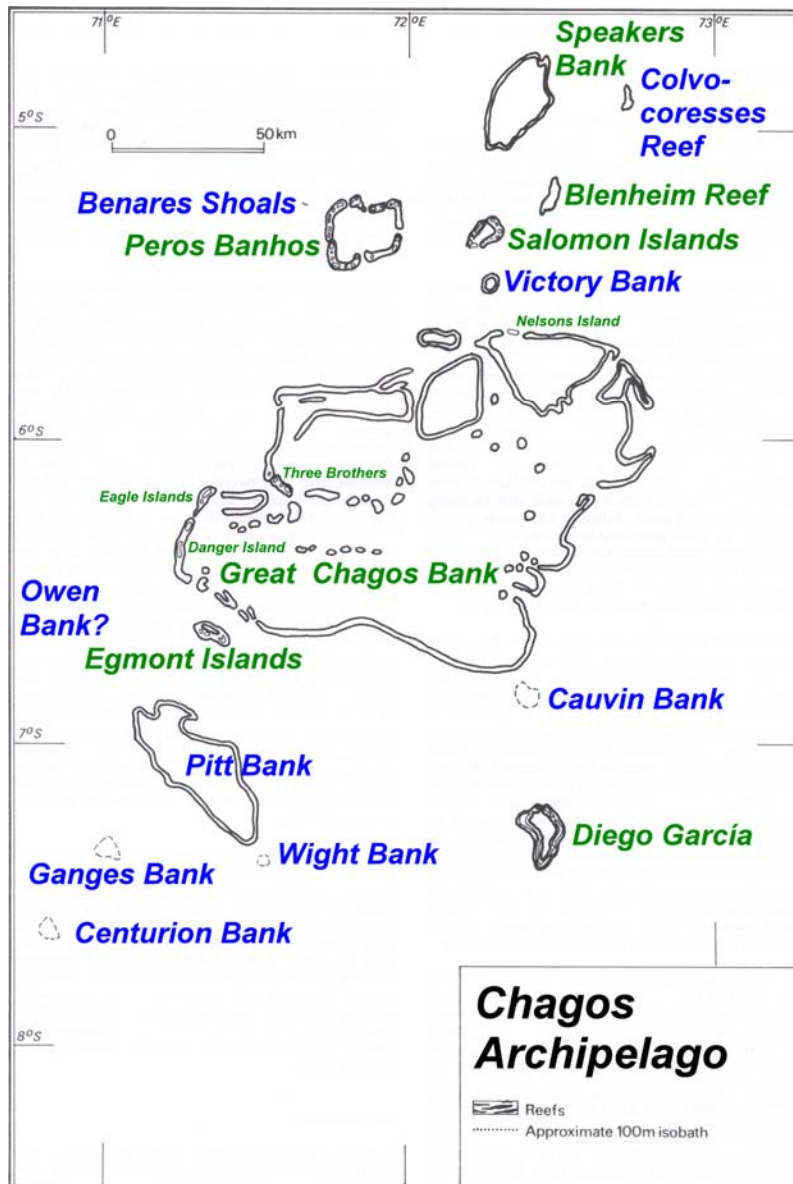 71°E
72°E
73°E
Speakers
Bank
Colvo-
coresses
Reef
5°S
0
50km
Benares Shoals
Blenheim Reef
Peros Banhos
Salomon Islands
Victory Bank
Nelsons Island
6°S
Three Brothers
Eagle Islands
Danger Island
Great Chagos Bank
Owen
Bank?
Egmont Islands
Cauvin Bank
7°S
Pitt Bank
Diego García
Wight Bank
Ganges Bank
Centurion Bank
8°S
Chagos
Archipelago
Reefs
Approximate 100m isobath